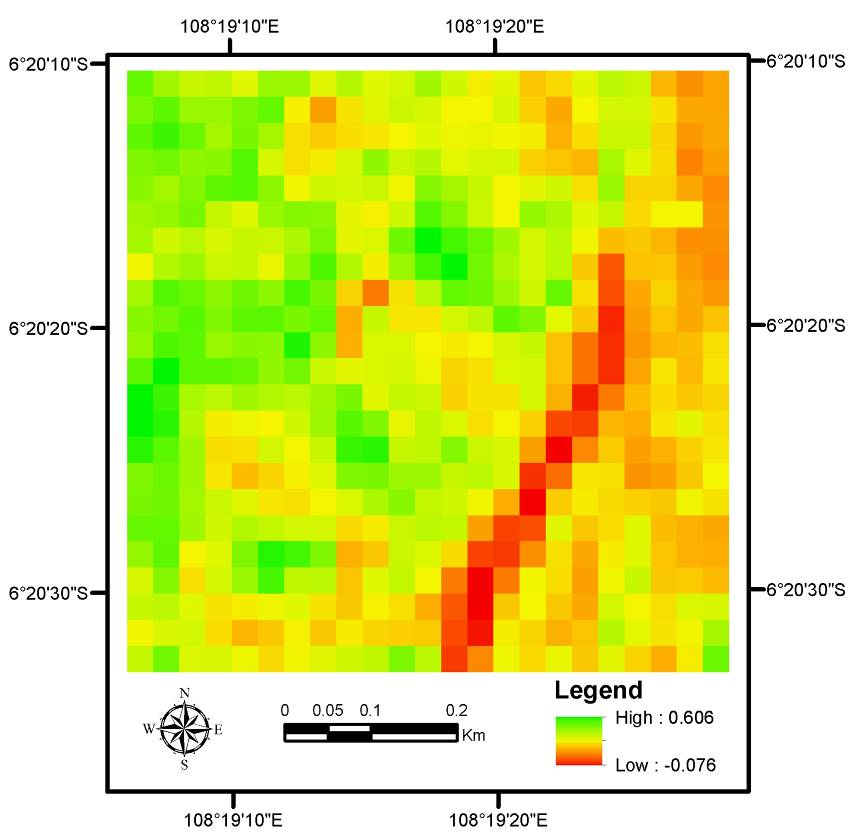 108°19'10"E 108°19'20"E
6°20'10"S 6°20'10"S
6°20'20"S 6°20'20"S
6°20'30"S 6°20'30"S
N
W E
S
0 0.05 0.1 0.2
Km
Legend
High : 0.606
Low : -0.076
108°19'10"E 108°19'20"E